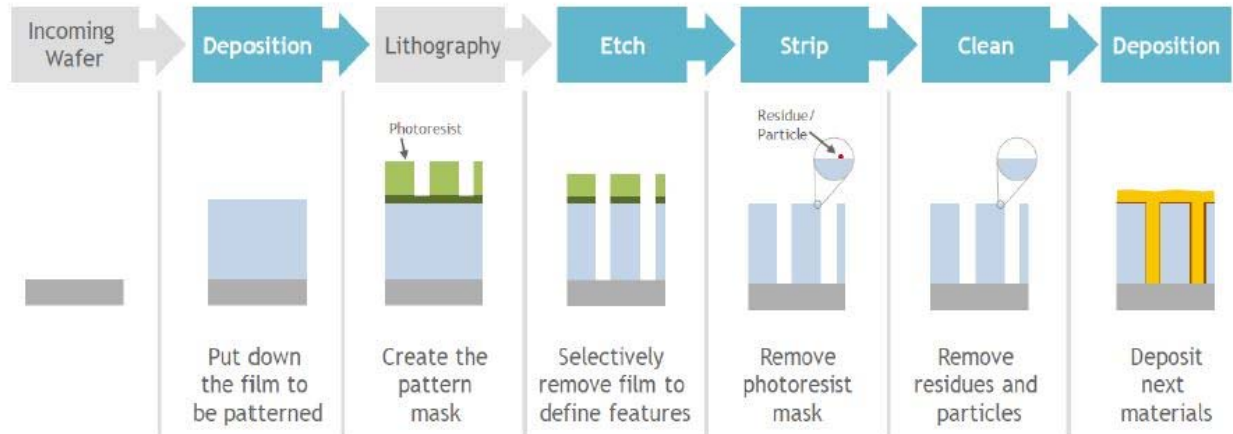 Incoming
Wafer
Deposition
Lithography
Etch
Strip
Clean
Deposition
Photoresist
Residue/
Particle
Put down
the film to
be patterned
Create the
pattern
mask
Selectively
remove film to
define features
Remove
photoresist
mask
Remove
residues and
particles
Deposit
next
materials